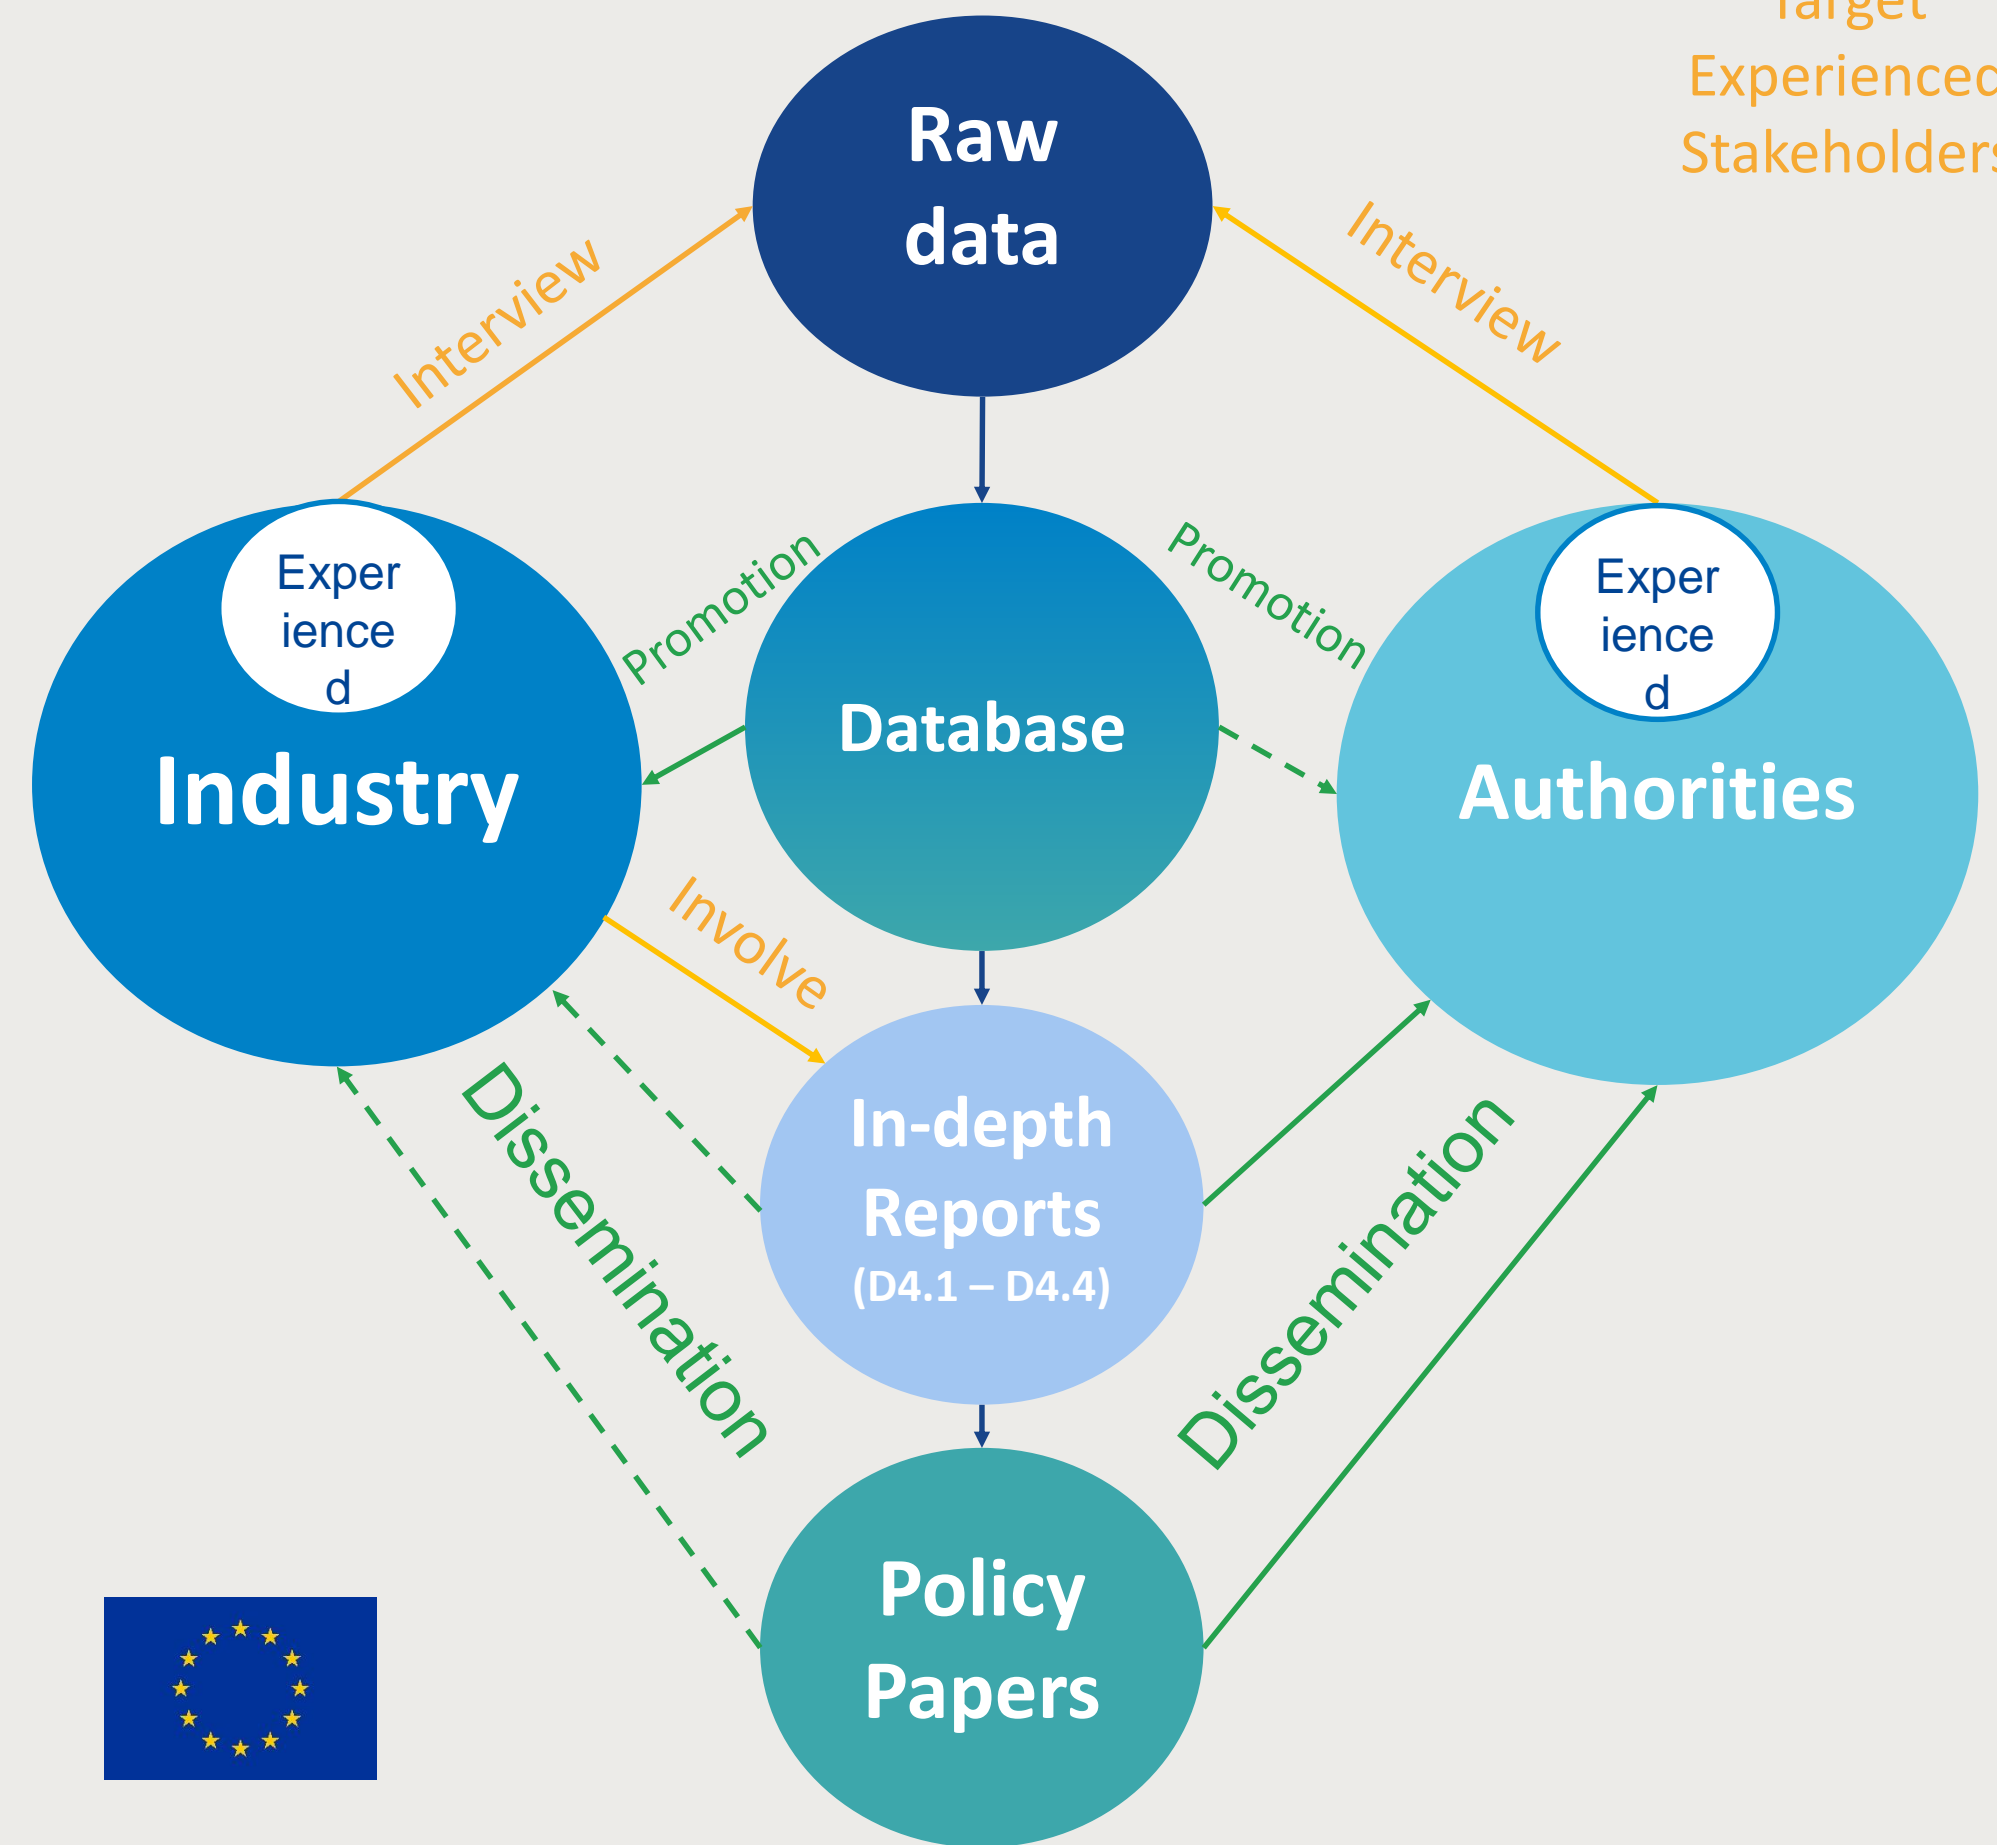 Target
Experienced
Stakeholders
Raw
data
Interview
Interview
Exper
ience
d
Industry
Promotion
Database
Promotion
Exper
ience
d
Authorities
Involve
In-depth
Reports
(D4.1 – D4.4)
Dissemination
Dissemination
Policy
Papers